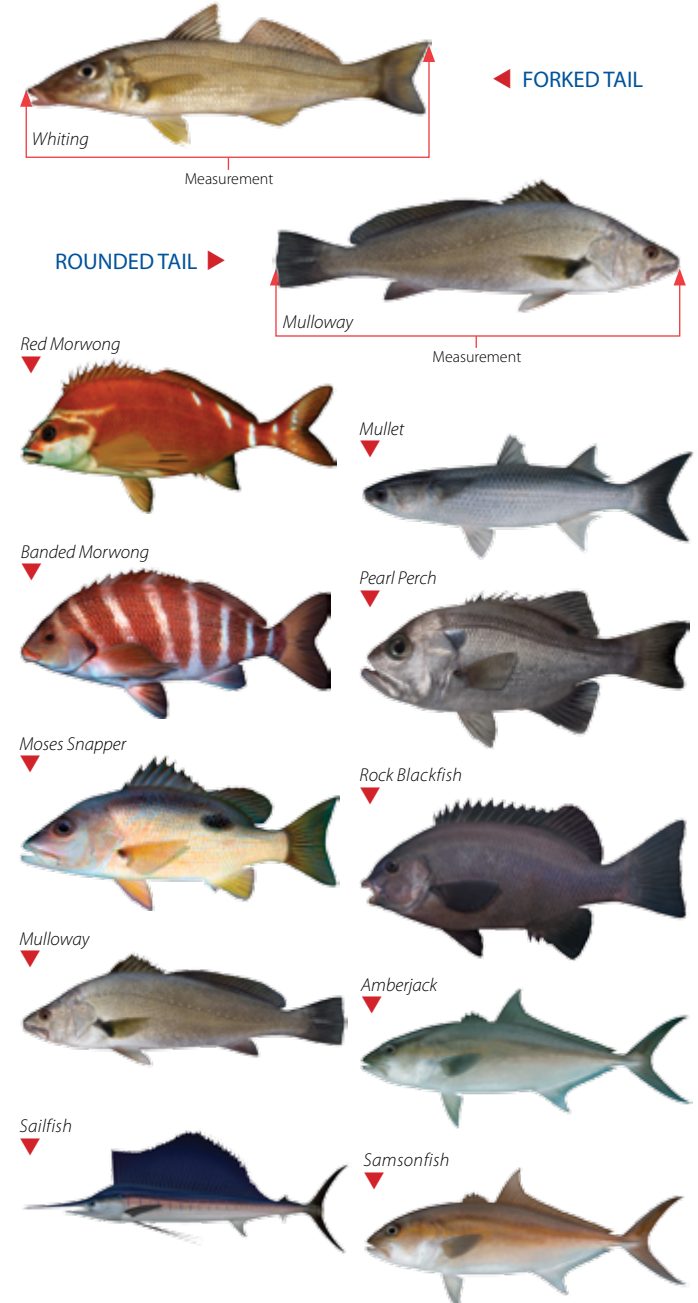 FORKED TAIL
Whiting
Measurement
ROUNDED TAIL
Mulloway
Measurement
Red Morwong
Mullet
Banded Morwong
Pearl Perch
Moses Snapper
Rock Blackfish
Mulloway
Amberjack
Sailfish
Samsonfish